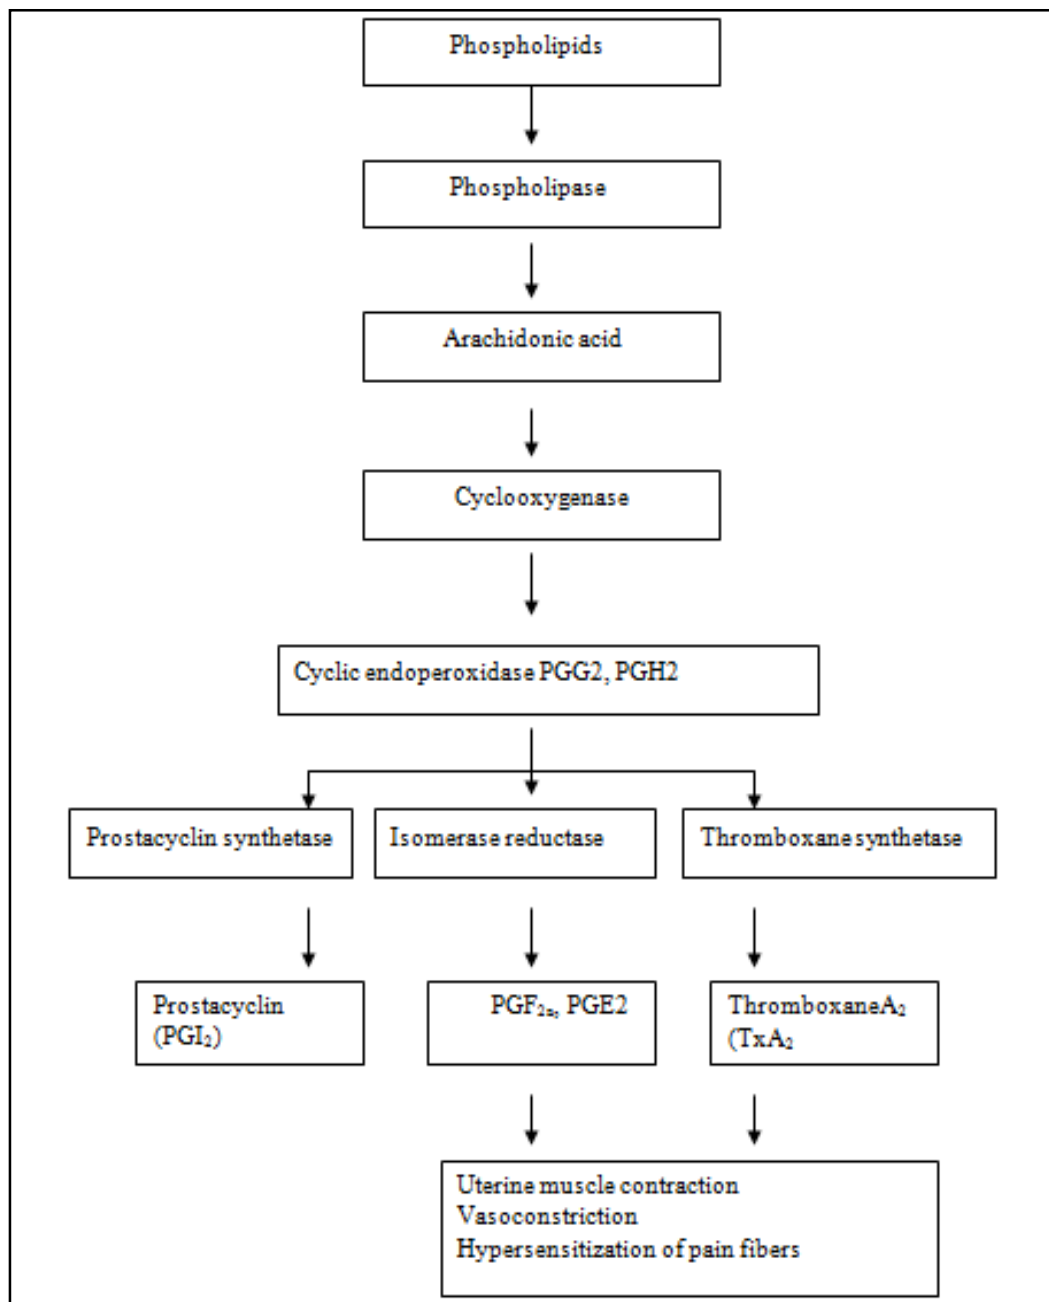 Phospholipids
Phospholipase
Arachidonic acid
Cyclooxygenase
Cyclic endoperoxidase PGG2, PGH2
Prostacyclin synthetase
Isomerase reductase
Thromboxane synthetase
Prostacyclin
(PGI₂)
PGF₂ₐ, PGE2
ThromboxaneA₂
(TxA₂
Uterine muscle contraction
Vasoconstriction
Hypersensitization of pain fibers